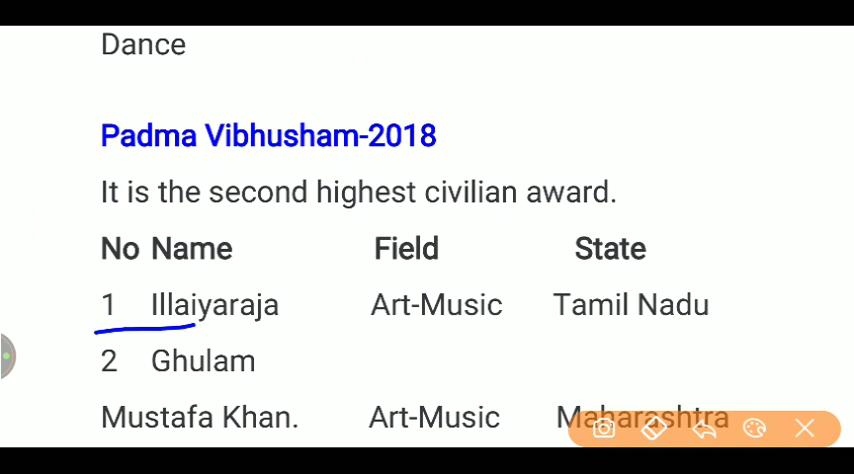 Dance
Padma Vibhusham-2018
It is the second highest civilian award.
No Name Field State
1 Illaiyaraja Art-Music Tamil Nadu
2 Ghulam
Mustafa Khan. Art-Music Maharashtra